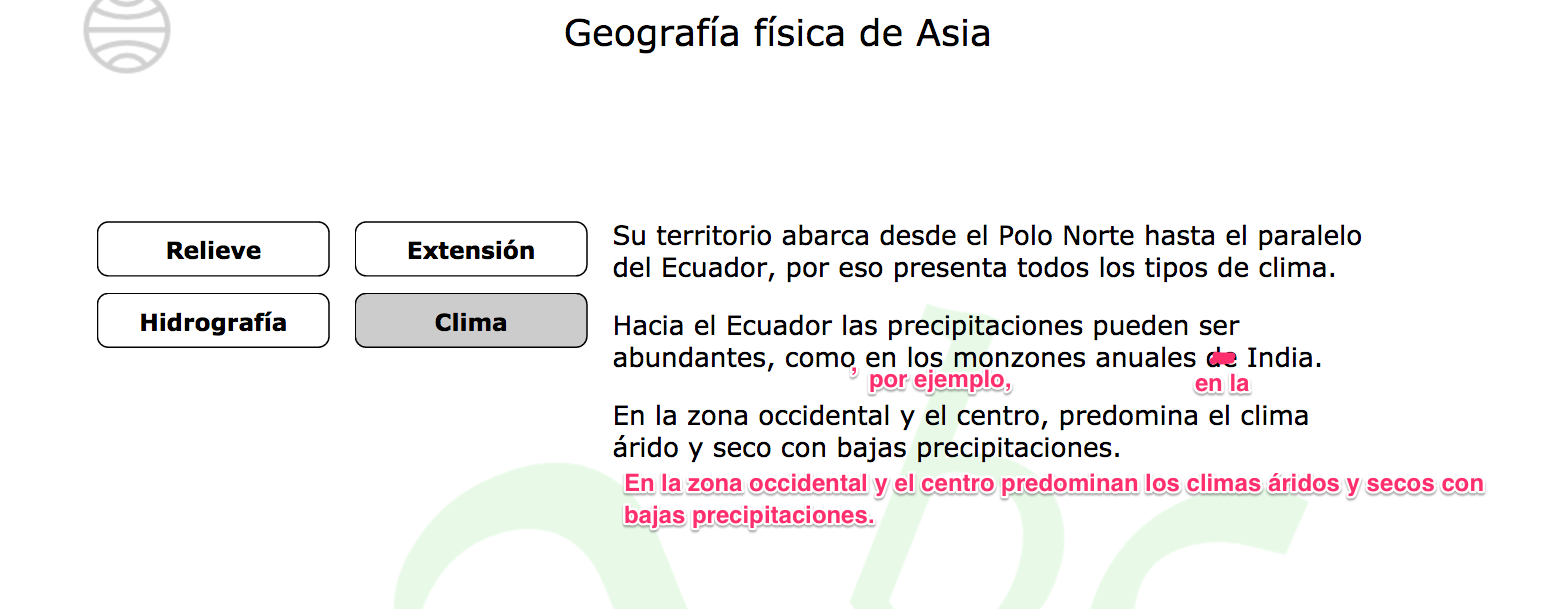 Geografía física de Asia
Relieve
Extensión
Hidrografía
Clima
Su territorio abarca desde el Polo Norte hasta el paralelo
del Ecuador, por eso presenta todos los tipos de clima.
Hacia el Ecuador las precipitaciones pueden ser
abundantes, como en los monzones anuales de India.
, por ejemplo,
en la
En la zona occidental y el centro, predomina el clima
árido y seco con bajas precipitaciones.
En la zona occidental y el centro predominan los climas áridos y secos con
bajas precipitaciones.
abc